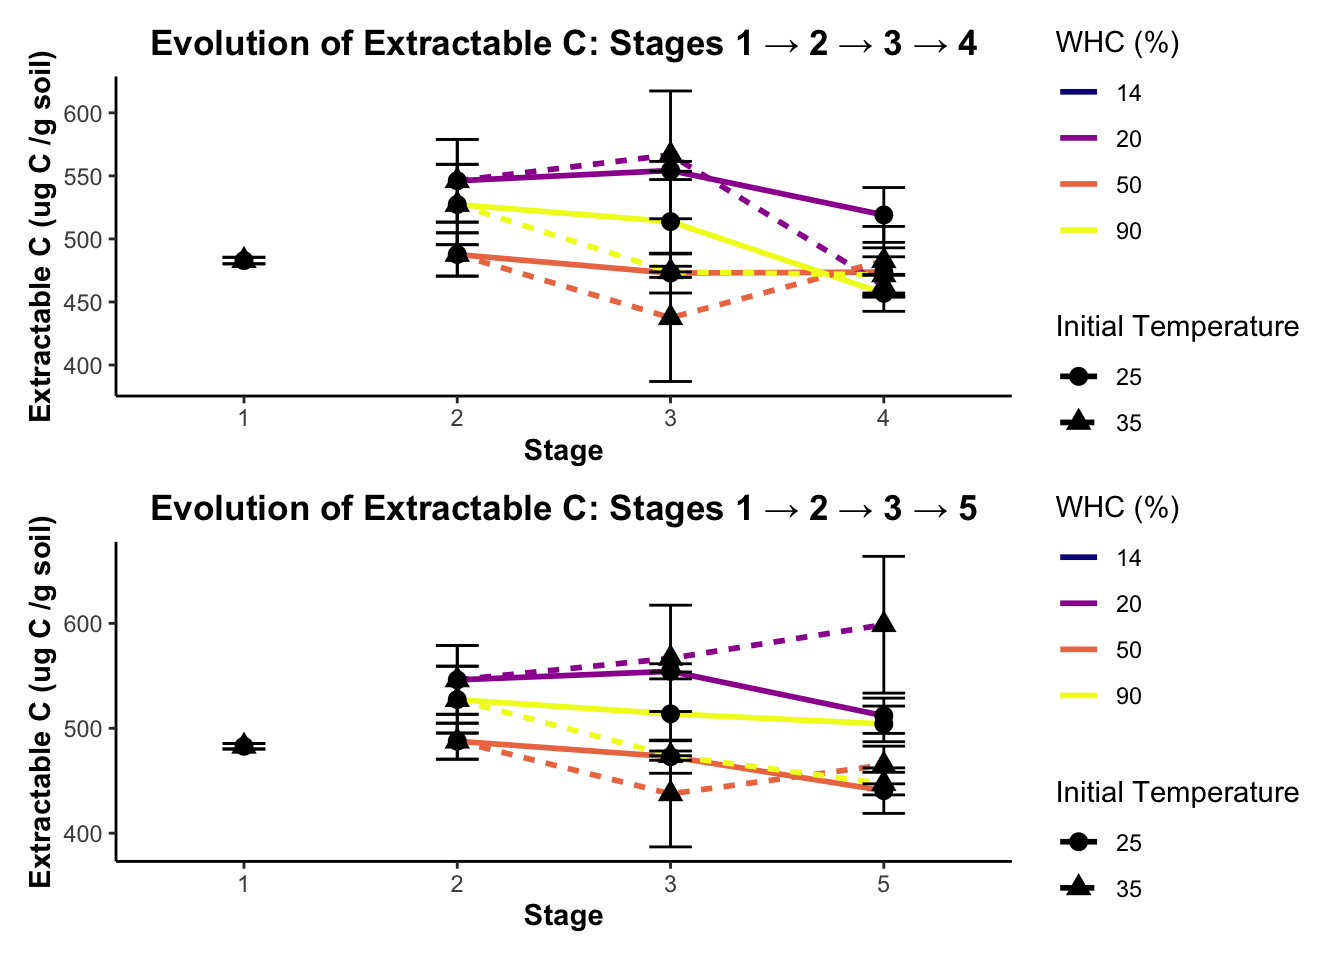 Evolution of Extractable C: Stages 1 → 2 → 3 → 4
Extractable C (ug C /g soil)
600
550
500
450
400
1
2
3
4
Stage
WHC (%)
14
20
50
90
Initial Temperature
25
35
Evolution of Extractable C: Stages 1 → 2 → 3 → 5
Extractable C (ug C /g soil)
600
500
400
1
2
3
5
Stage
WHC (%)
14
20
50
90
Initial Temperature
25
35